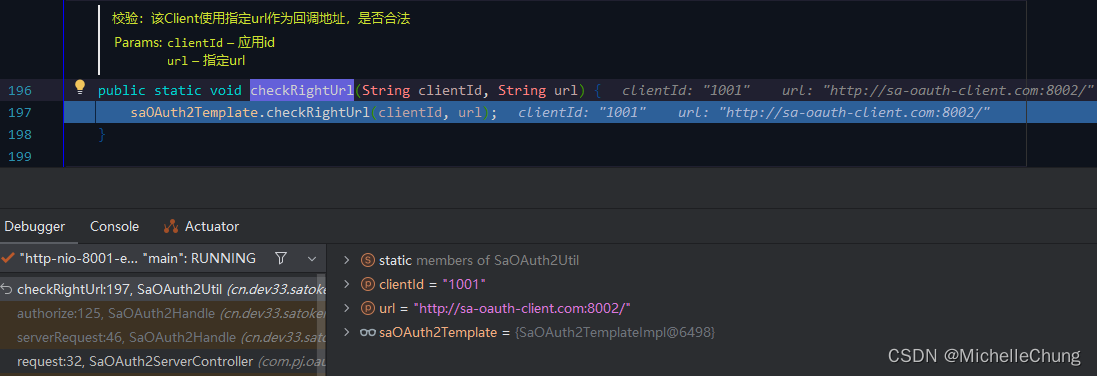 校验：该Client使用指定url作为回调地址，是否合法
Params: clientId – 应用id
url – 指定url
196 public static void checkRightUrl(String clientId, String url) { clientId: "1001" url: "http://sa-oauth-client.com:8002/"
197 saOAuth2Template.checkRightUrl(clientId, url); clientId: "1001" url: "http://sa-oauth-client.com:8002/"
198 }
199
Debugger Console Actuator
"http-nio-8001-e... "main": RUNNING
checkRightUrl:197, SaOAuth2Util (cn.dev33.satoke
authorize:125, SaOAuth2Handle (cn.dev33.satoken
serverRequest:46, SaOAuth2Handle (cn.dev33.sato
request:32, SaOAuth2ServerController (com.pj.oau
static members of SaOAuth2Util
clientId = "1001"
url = "http://sa-oauth-client.com:8002/"
saOAuth2Template = {SaOAuth2TemplateImpl@6498}
CSDN @MichelleChung